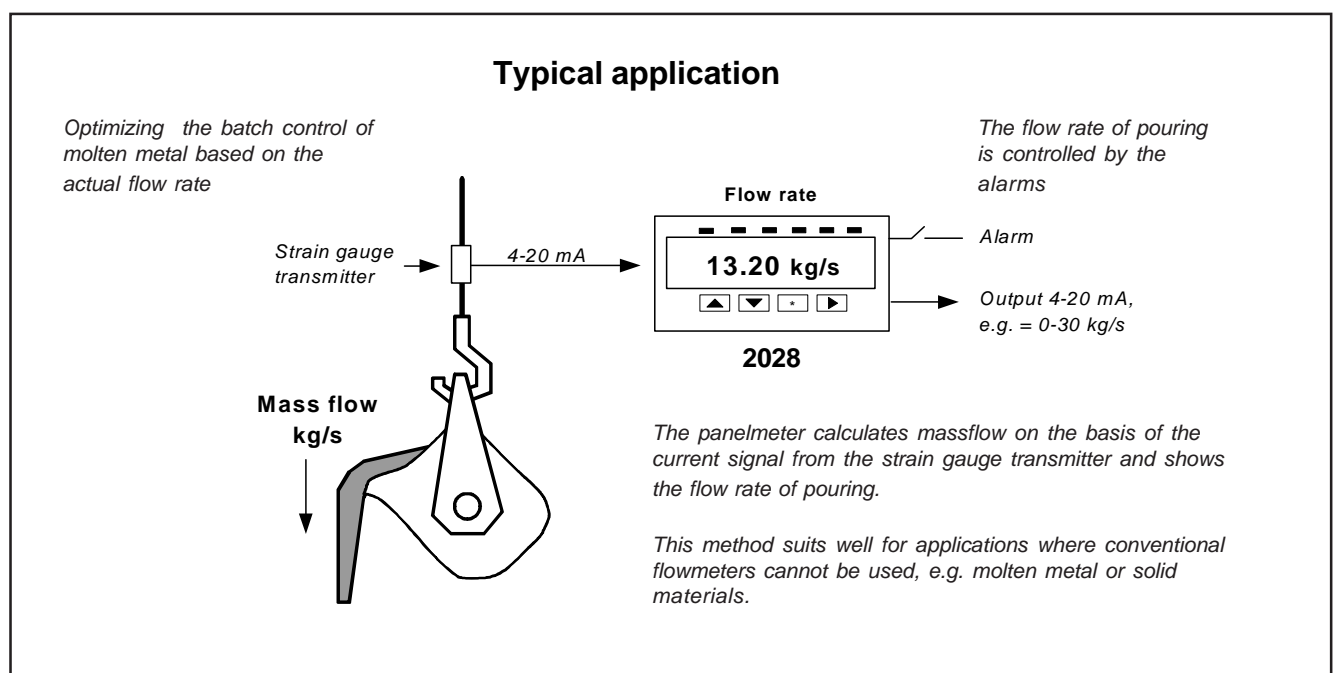 Typical application
Optimizing the batch control of
molten metal based on the
actual flow rate
The flow rate of pouring
is controlled by the
alarms
Flow rate
Strain gauge
transmitter
4-20 mA
13.20 kg/s
*
Alarm
Output 4-20 mA,
e.g. = 0-30 kg/s
2028
Mass flow
kg/s
The panelmeter calculates massflow on the basis of the
current signal from the strain gauge transmitter and shows
the flow rate of pouring.
This method suits well for applications where conventional
flowmeters cannot be used, e.g. molten metal or solid
materials.